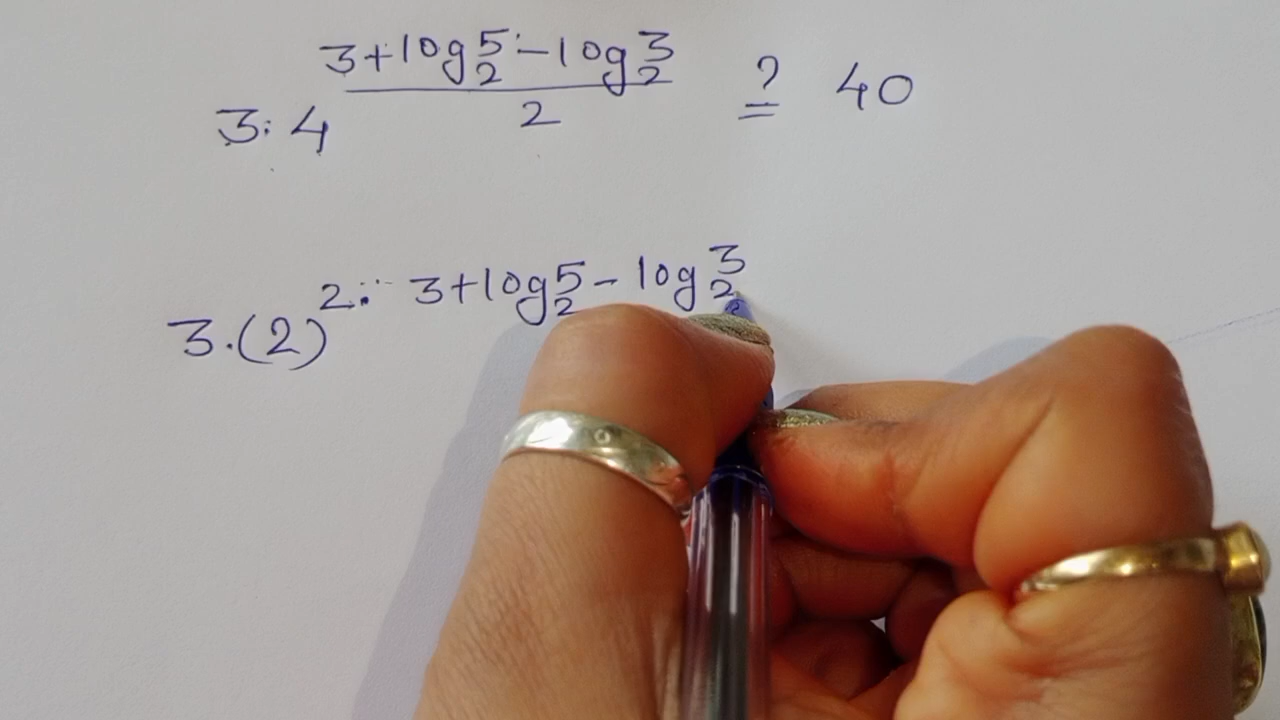 3+log₂5-log₂3
3. 4 2 ≟ 40
3.(2) 2. 3+log₂5-log₂3